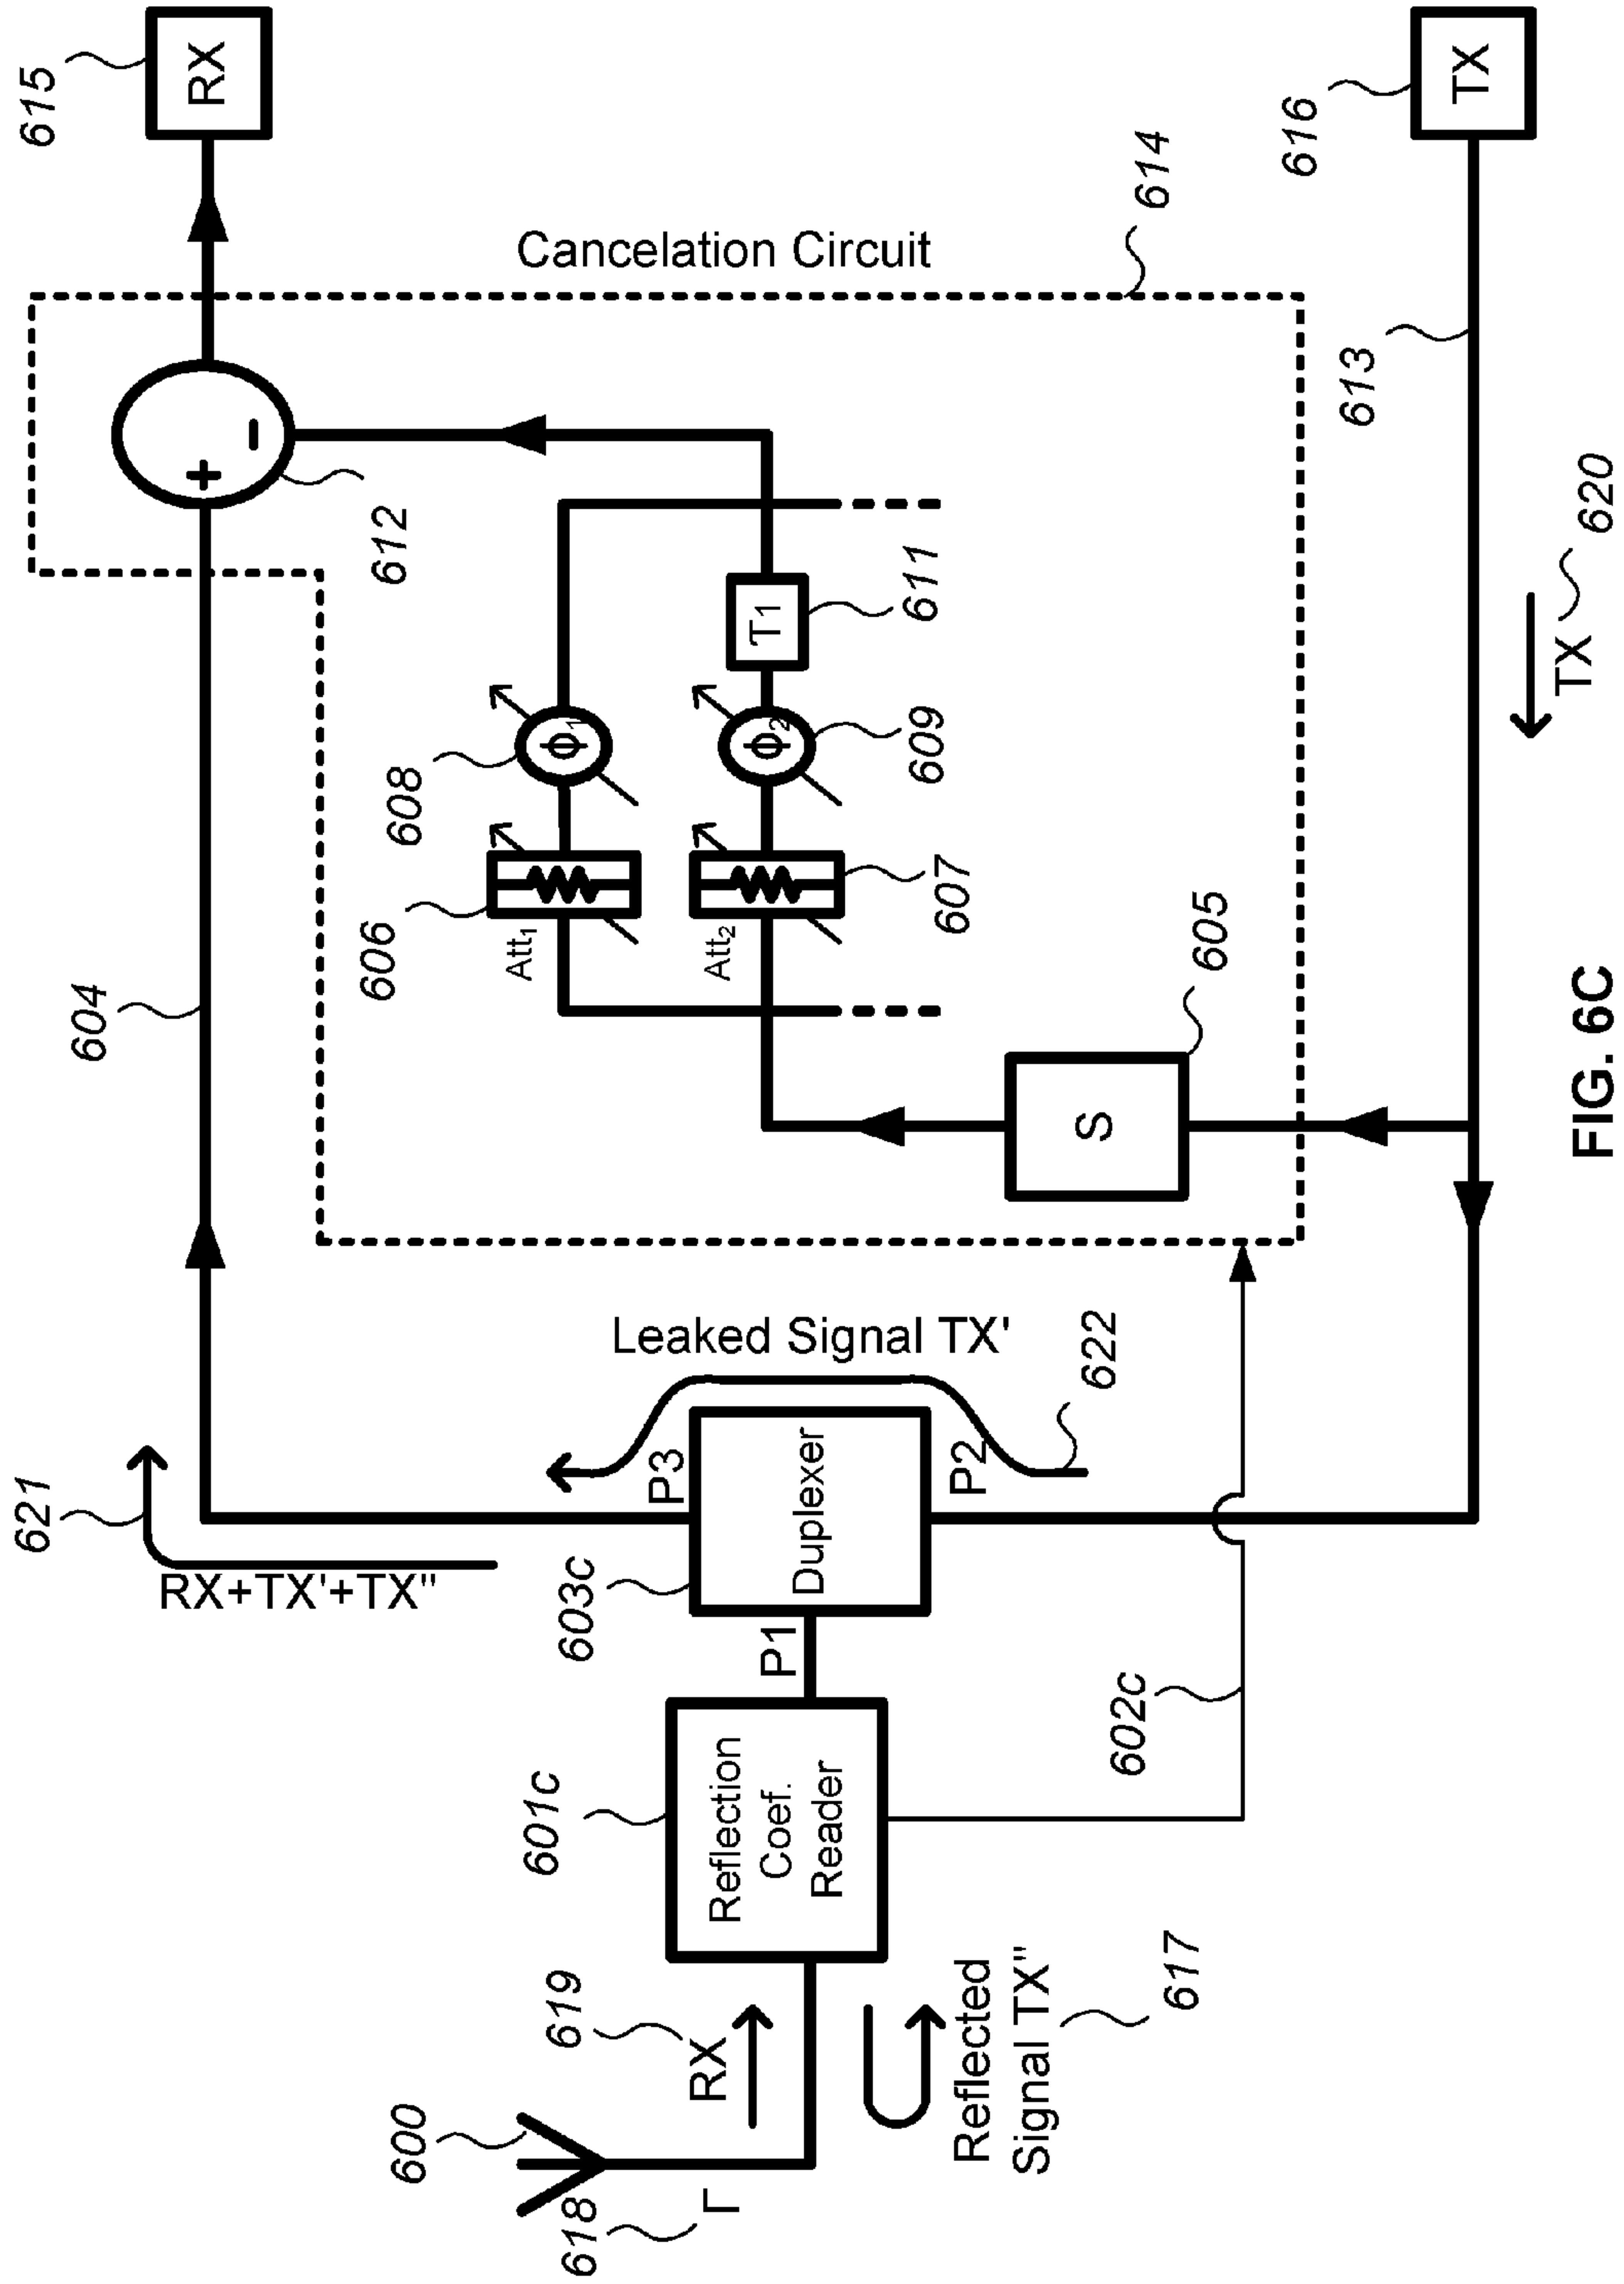 615
RX
Cancelation Circuit
614
616
TX
612
613
604
608
Φ1
T1
611
606
Att1
Φ2
609
Att2
607
TX
620
S
605
621
RX+TX'+TX"
Leaked Signal TX'
622
P3
Duplexer
P2
603c
P1
601c
Reflection
Coef.
Reader
602c
600
619
RX
618
Γ
Reflected
Signal TX"
617
+
−
FIG. 6C